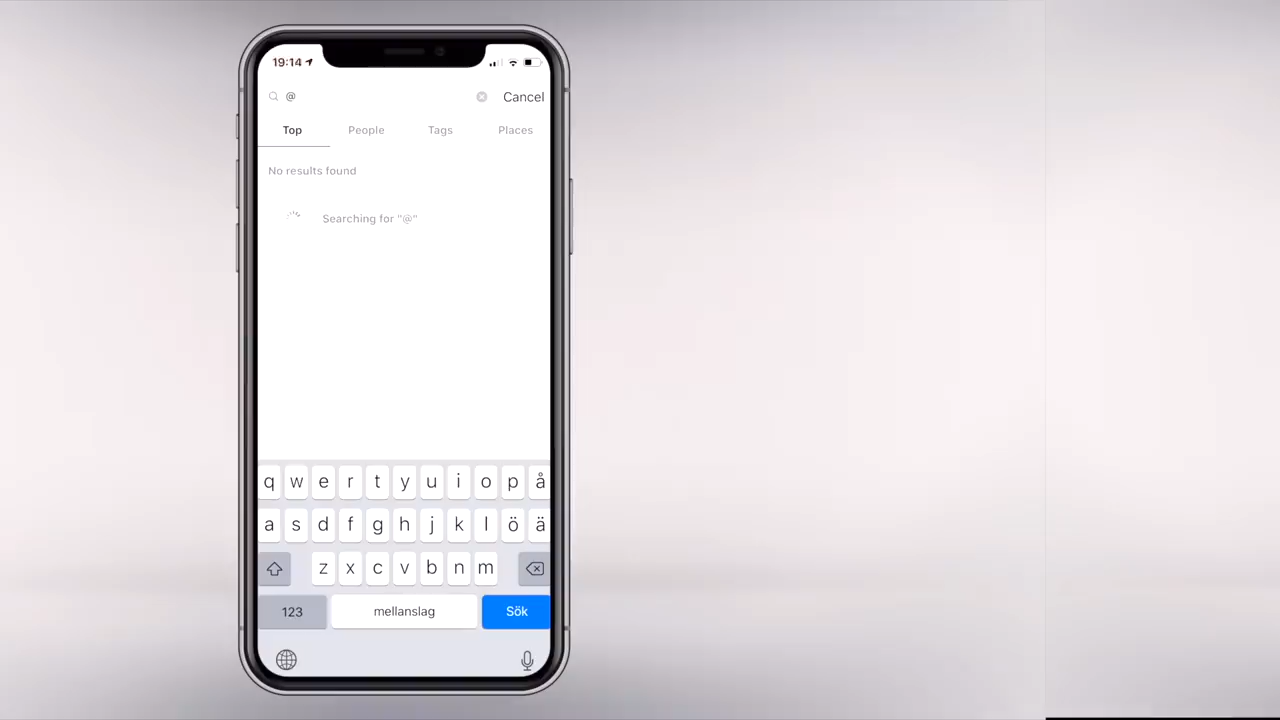 19:14
@ Cancel
Top People Tags Places
No results found
Searching for "@"
q w e r t y u i o p å
a s d f g h j k l ö ä
z x c v b n m
123 mellanslag Sök